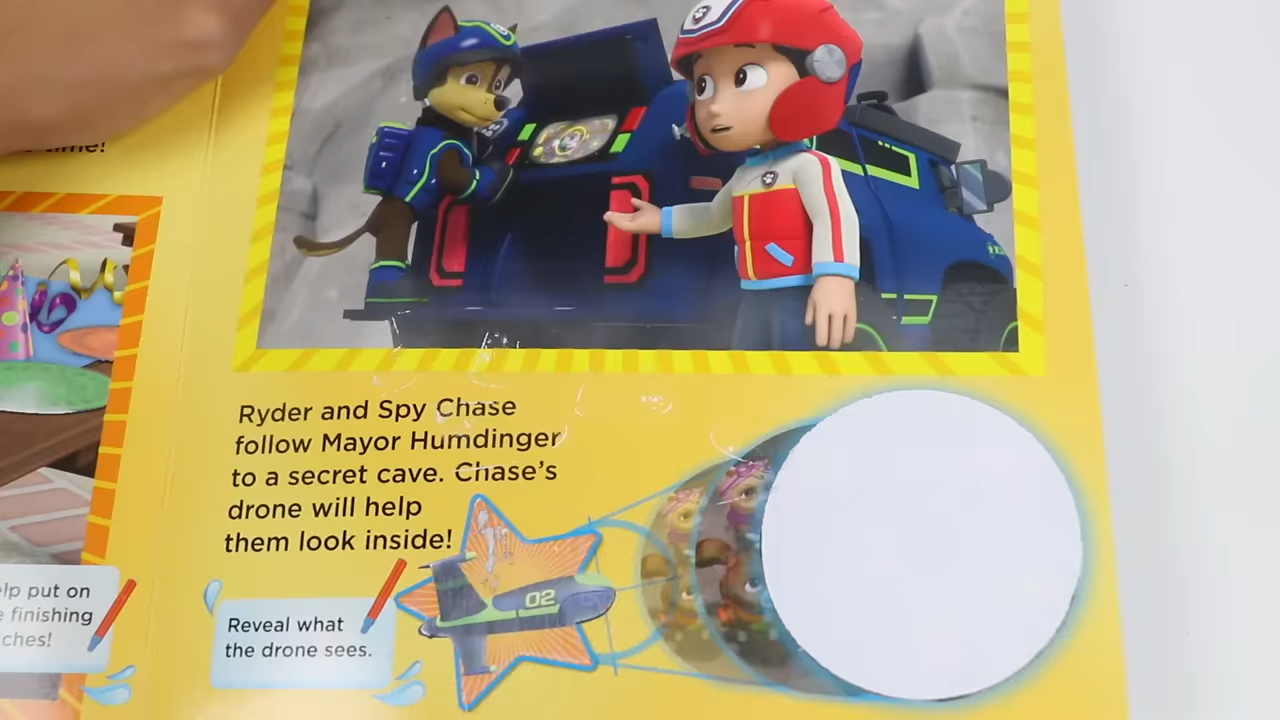 time!
elp put on
e finishing
ches!
Ryder and Spy Chase
follow Mayor Humdinger
to a secret cave. Chase's
drone will help
them look inside!
Reveal what
the drone sees.
02